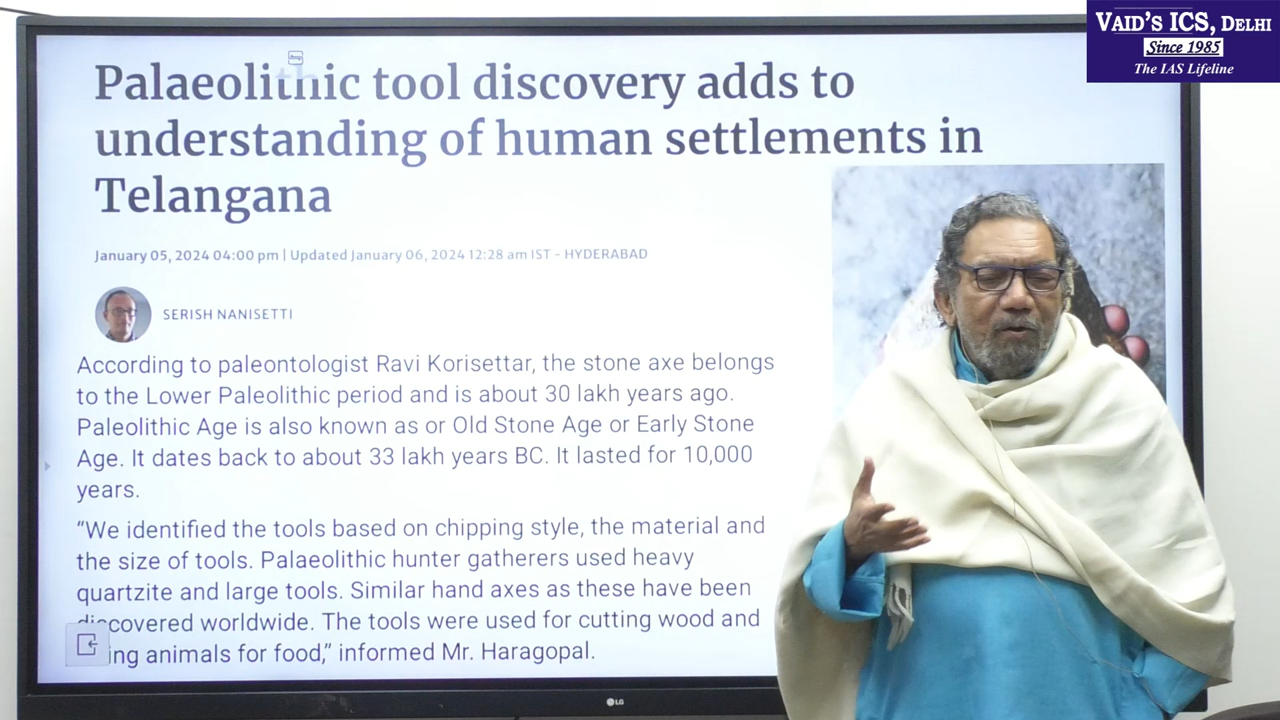 VAID'S ICS, DELHI
Since 1985
The IAS Lifeline
Palaeolithic tool discovery adds to
understanding of human settlements in
Telangana
January 05, 2024 04:00 pm | Updated January 06, 2024 12:28 am IST - HYDERABAD
SERISH NANISETTI
According to paleontologist Ravi Korisettar, the stone axe belongs
to the Lower Paleolithic period and is about 30 lakh years ago.
Paleolithic Age is also known as or Old Stone Age or Early Stone
Age. It dates back to about 33 lakh years BC. It lasted for 10,000
years.
"We identified the tools based on chipping style, the material and
the size of tools. Palaeolithic hunter gatherers used heavy
quartzite and large tools. Similar hand axes as these have been
discovered worldwide. The tools were used for cutting wood and
ing animals for food," informed Mr. Haragopal.
LG